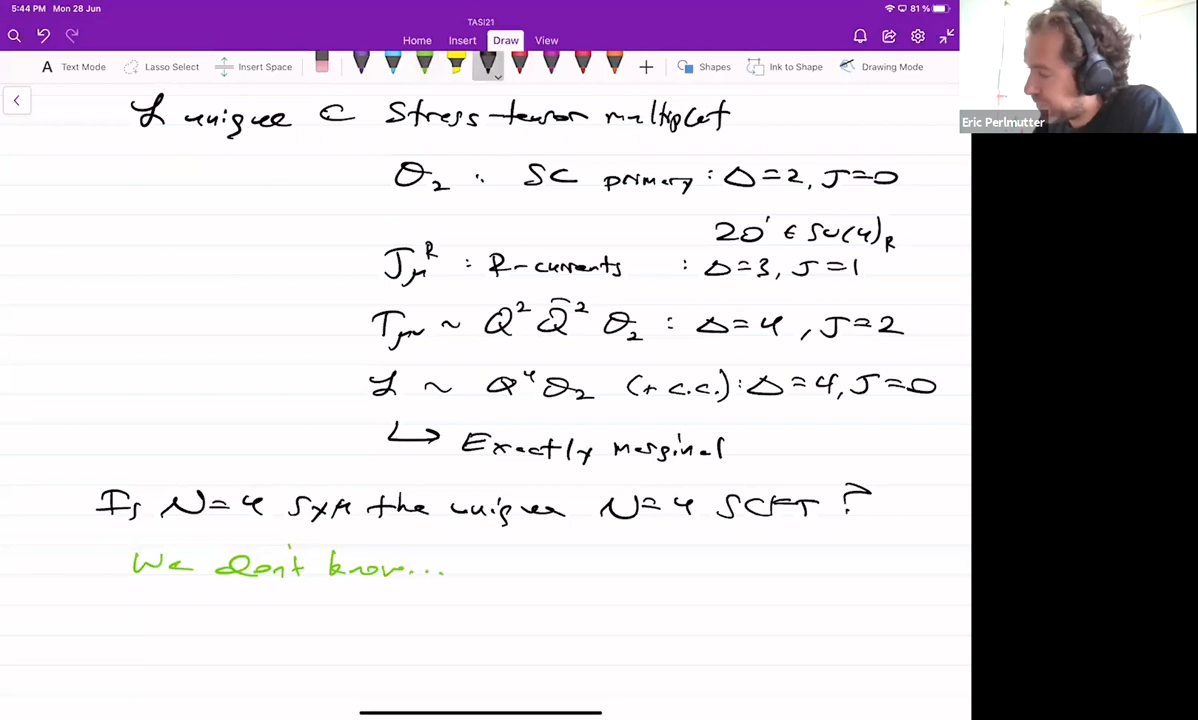 5:44 PM Mon 28 Jun
81%
TASI21
Home Insert Draw View
Text Mode Lasso Select Insert Space Shapes Ink to Shape Drawing Mode
Eric Perlmutter
ℒ unique ⊂ Stress-tensor multiplet
𝒪₂ : SC primary : Δ=2, J=0
20' ∈ SU(4)_R
J_μ^R : R-currents : Δ=3, J=1
T_μν ~ Q² Q̄² 𝒪₂ : Δ=4, J=2
ℒ ~ Q⁴𝒪₂ (+ c.c.) : Δ=4, J=0
↳ Exactly marginal
Is N=4 SYM the unique N=4 SCFT ?
We don't know...